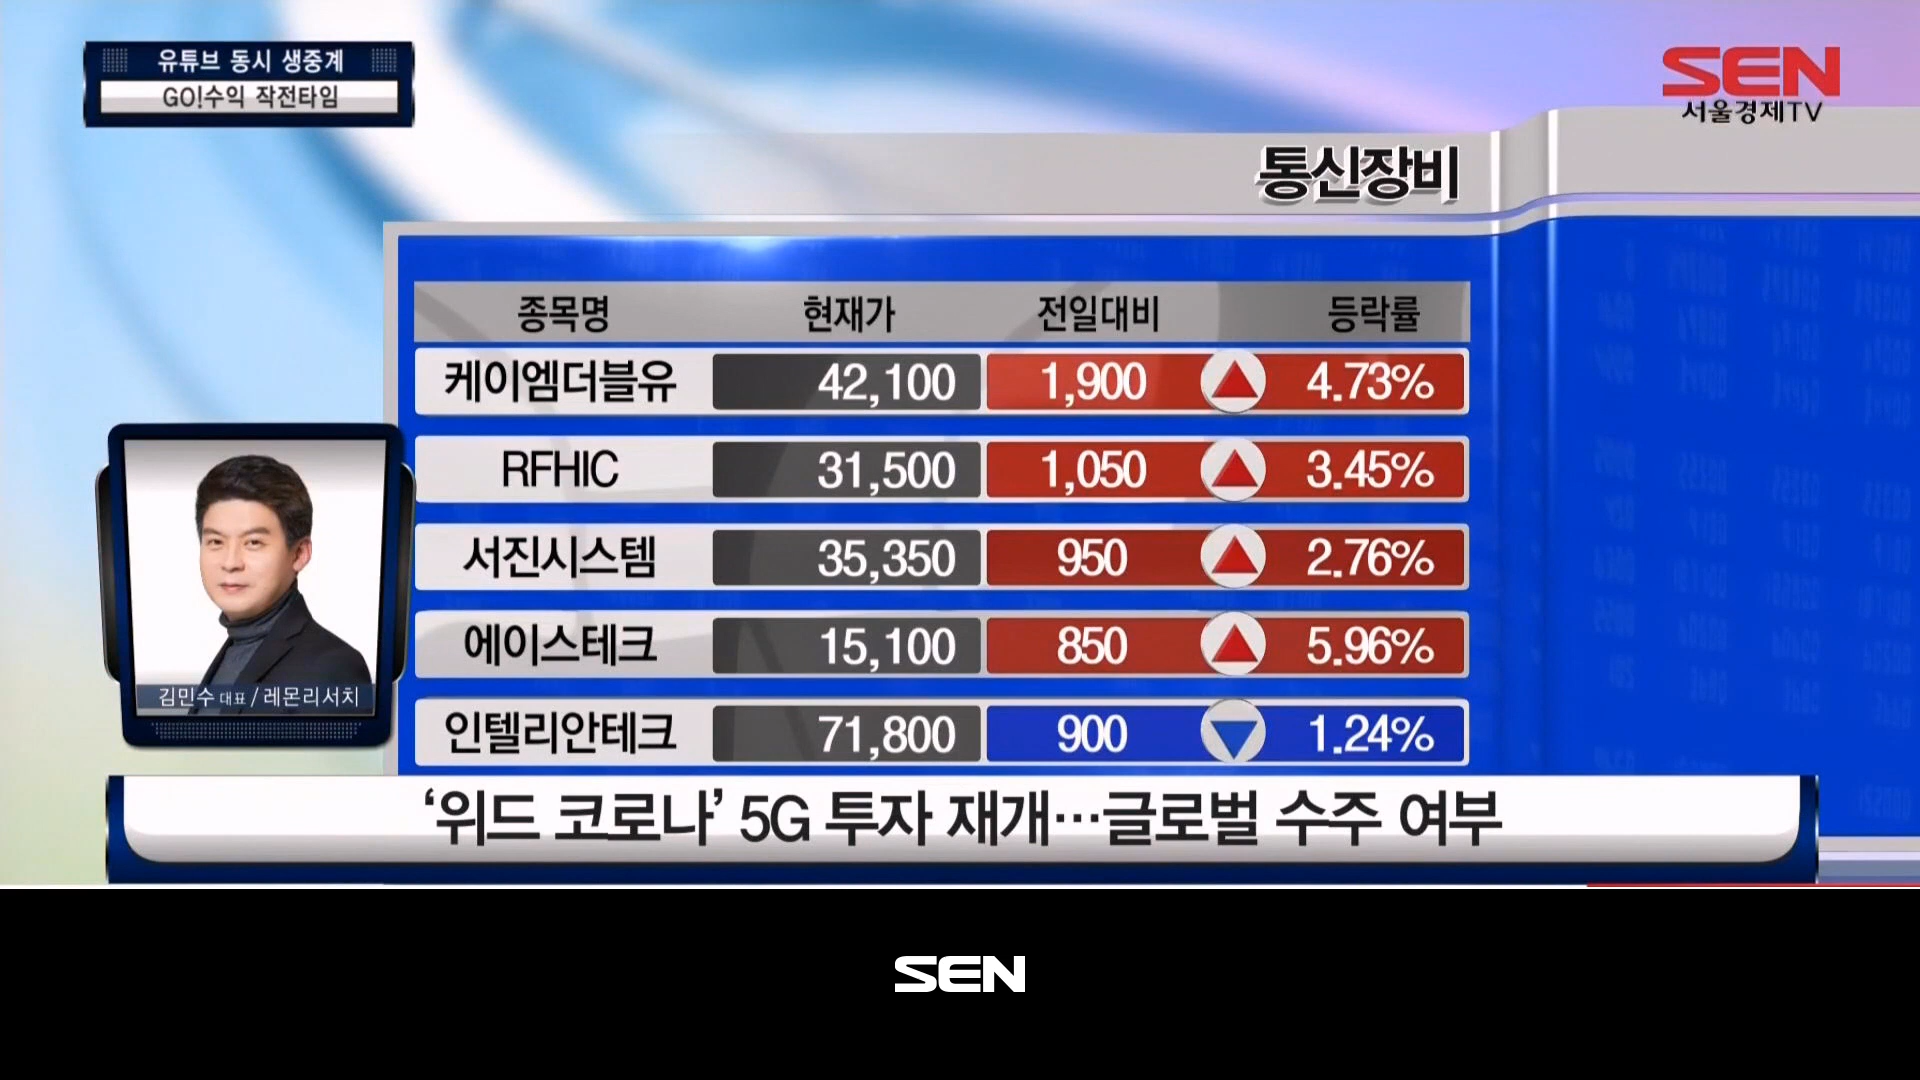 유튜브 동시 생중계
GO!수익 작전타임
SEN
서울경제TV
통신장비
종목명 현재가 전일대비 등락률
케이엠더블유 42,100 1,900 ▲ 4.73%
RFHIC 31,500 1,050 ▲ 3.45%
서진시스템 35,350 950 ▲ 2.76%
에이스테크 15,100 850 ▲ 5.96%
인텔리안테크 71,800 900 ▼ 1.24%
김민수 대표 / 레몬리서치
‘위드 코로나’ 5G 투자 재개…글로벌 수주 여부
SEN